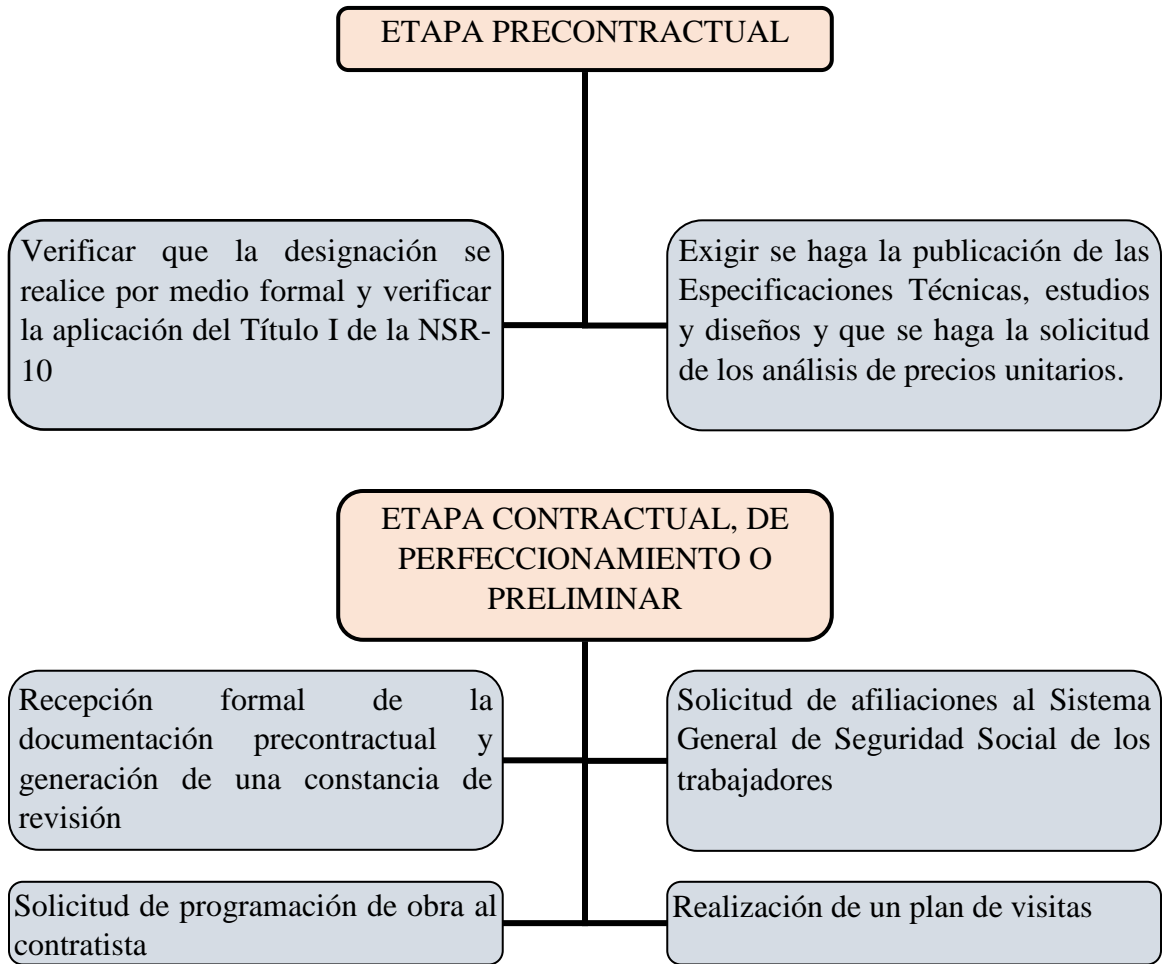 ETAPA PRECONTRACTUAL
Verificar que la designación se
realice por medio formal y verificar
la aplicación del Título I de la NSR-
10
Exigir se haga la publicación de las
Especificaciones Técnicas, estudios
y diseños y que se haga la solicitud
de los análisis de precios unitarios.
ETAPA CONTRACTUAL, DE
PERFECCIONAMIENTO O
PRELIMINAR
Recepción formal de la
documentación precontractual y
generación de una constancia de
revisión
Solicitud de afiliaciones al Sistema
General de Seguridad Social de los
trabajadores
Solicitud de programación de obra al
contratista
Realización de un plan de visitas